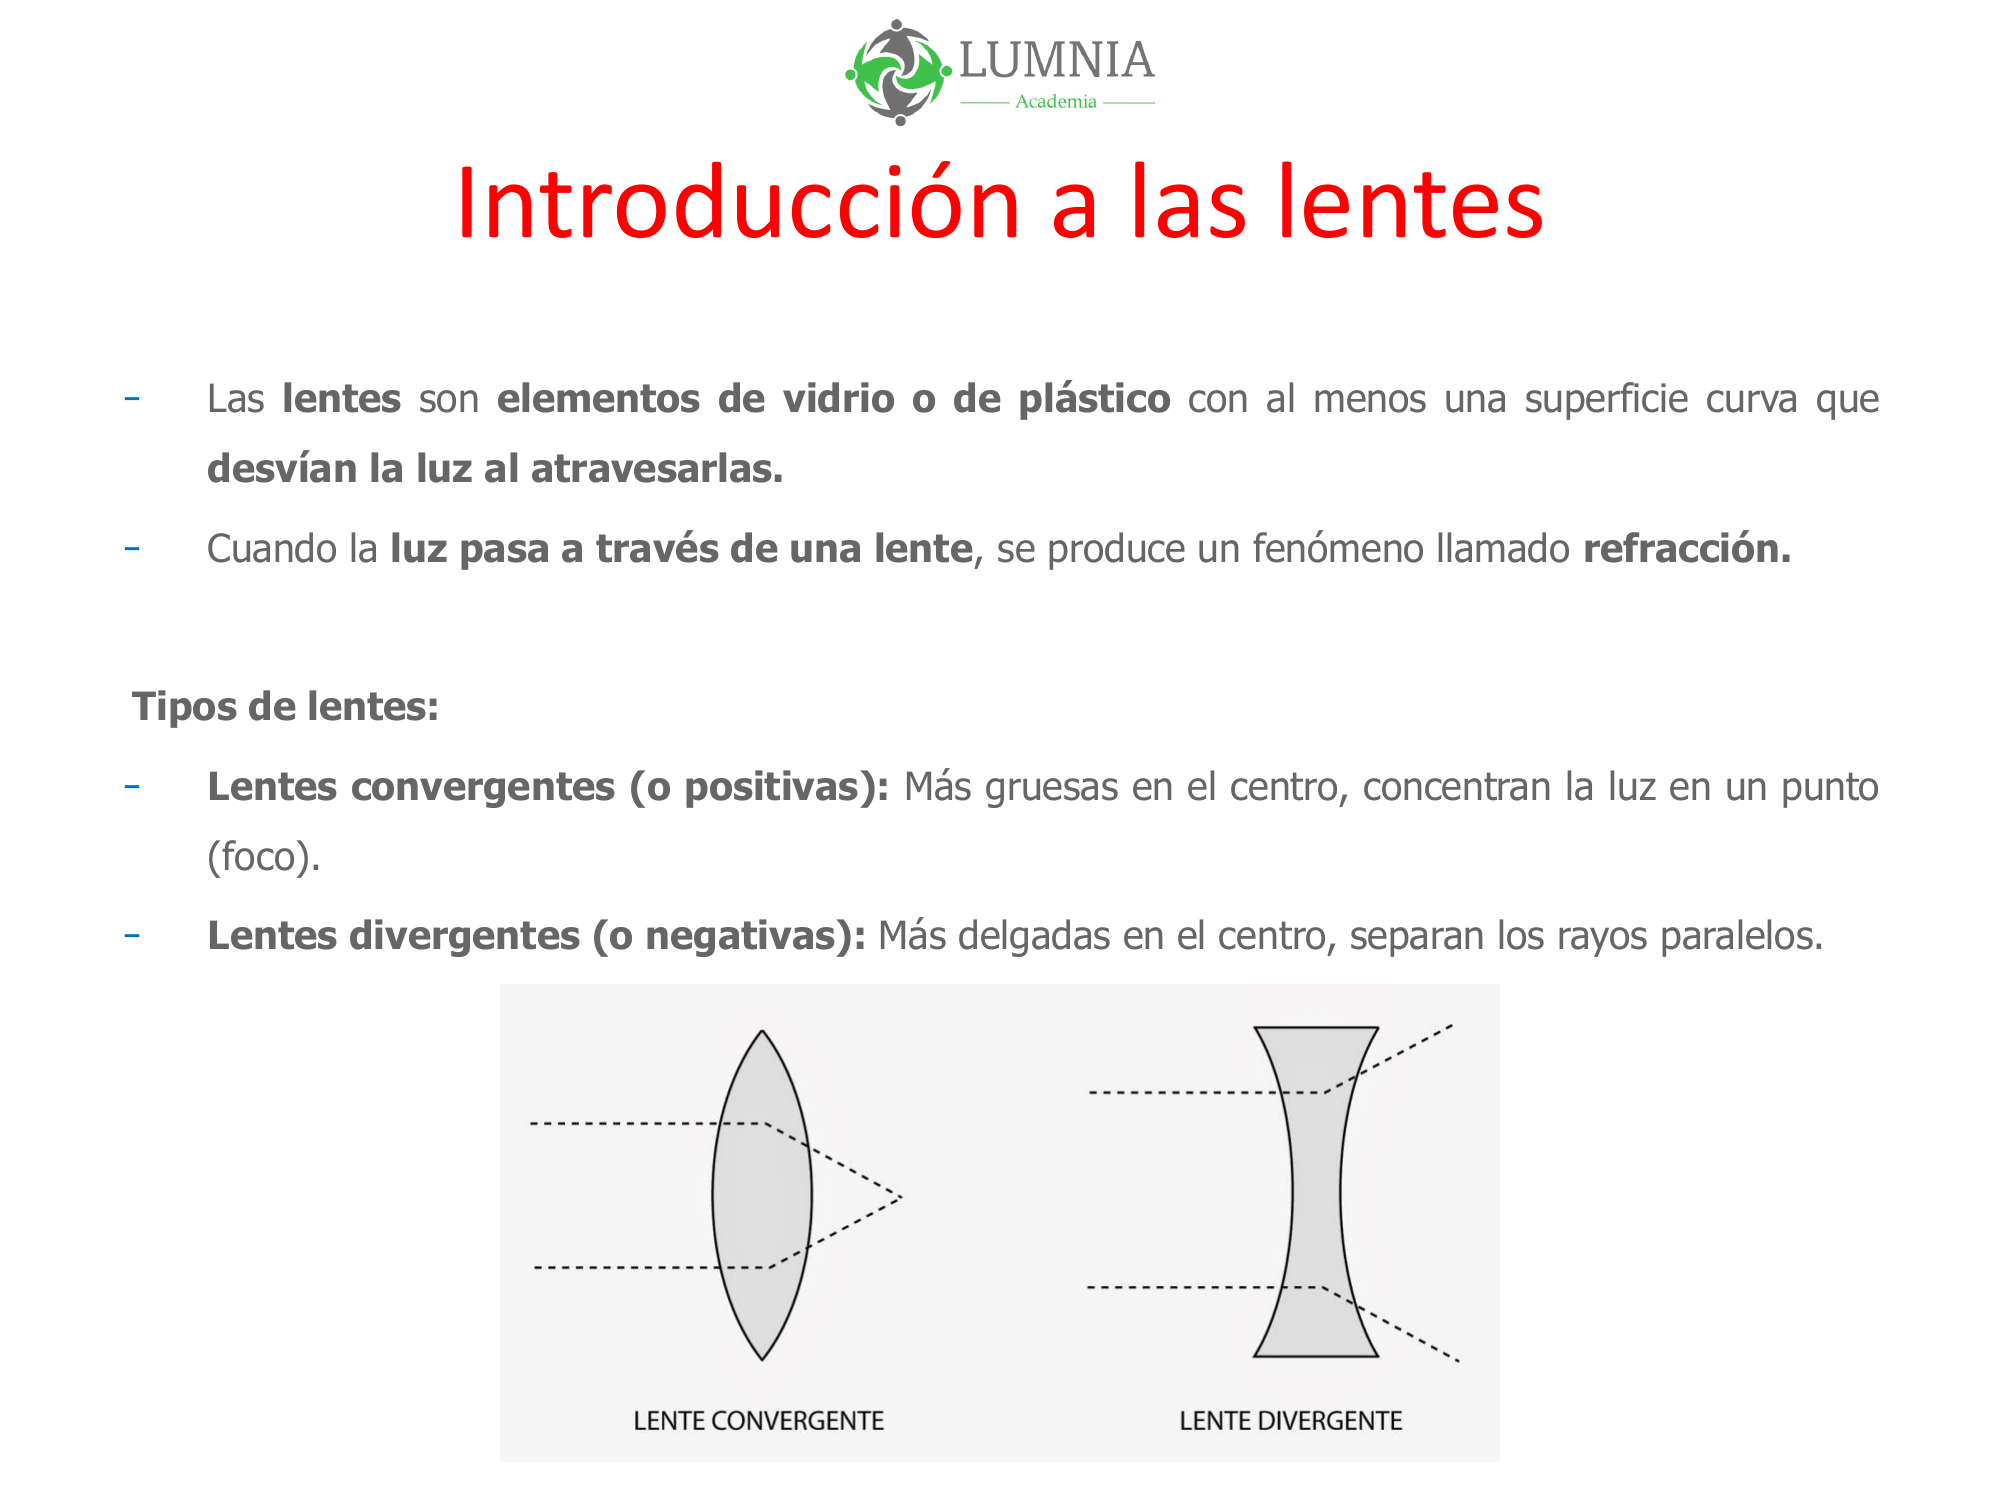 LUMNIA
Academia
Introducción a las lentes
- Las lentes son elementos de vidrio o de plástico con al menos una superficie curva que
desvían la luz al atravesarlas.
- Cuando la luz pasa a través de una lente, se produce un fenómeno llamado refracción.
Tipos de lentes:
- Lentes convergentes (o positivas): Más gruesas en el centro, concentran la luz en un punto
(foco).
- Lentes divergentes (o negativas): Más delgadas en el centro, separan los rayos paralelos.
LENTE CONVERGENTE
LENTE DIVERGENTE